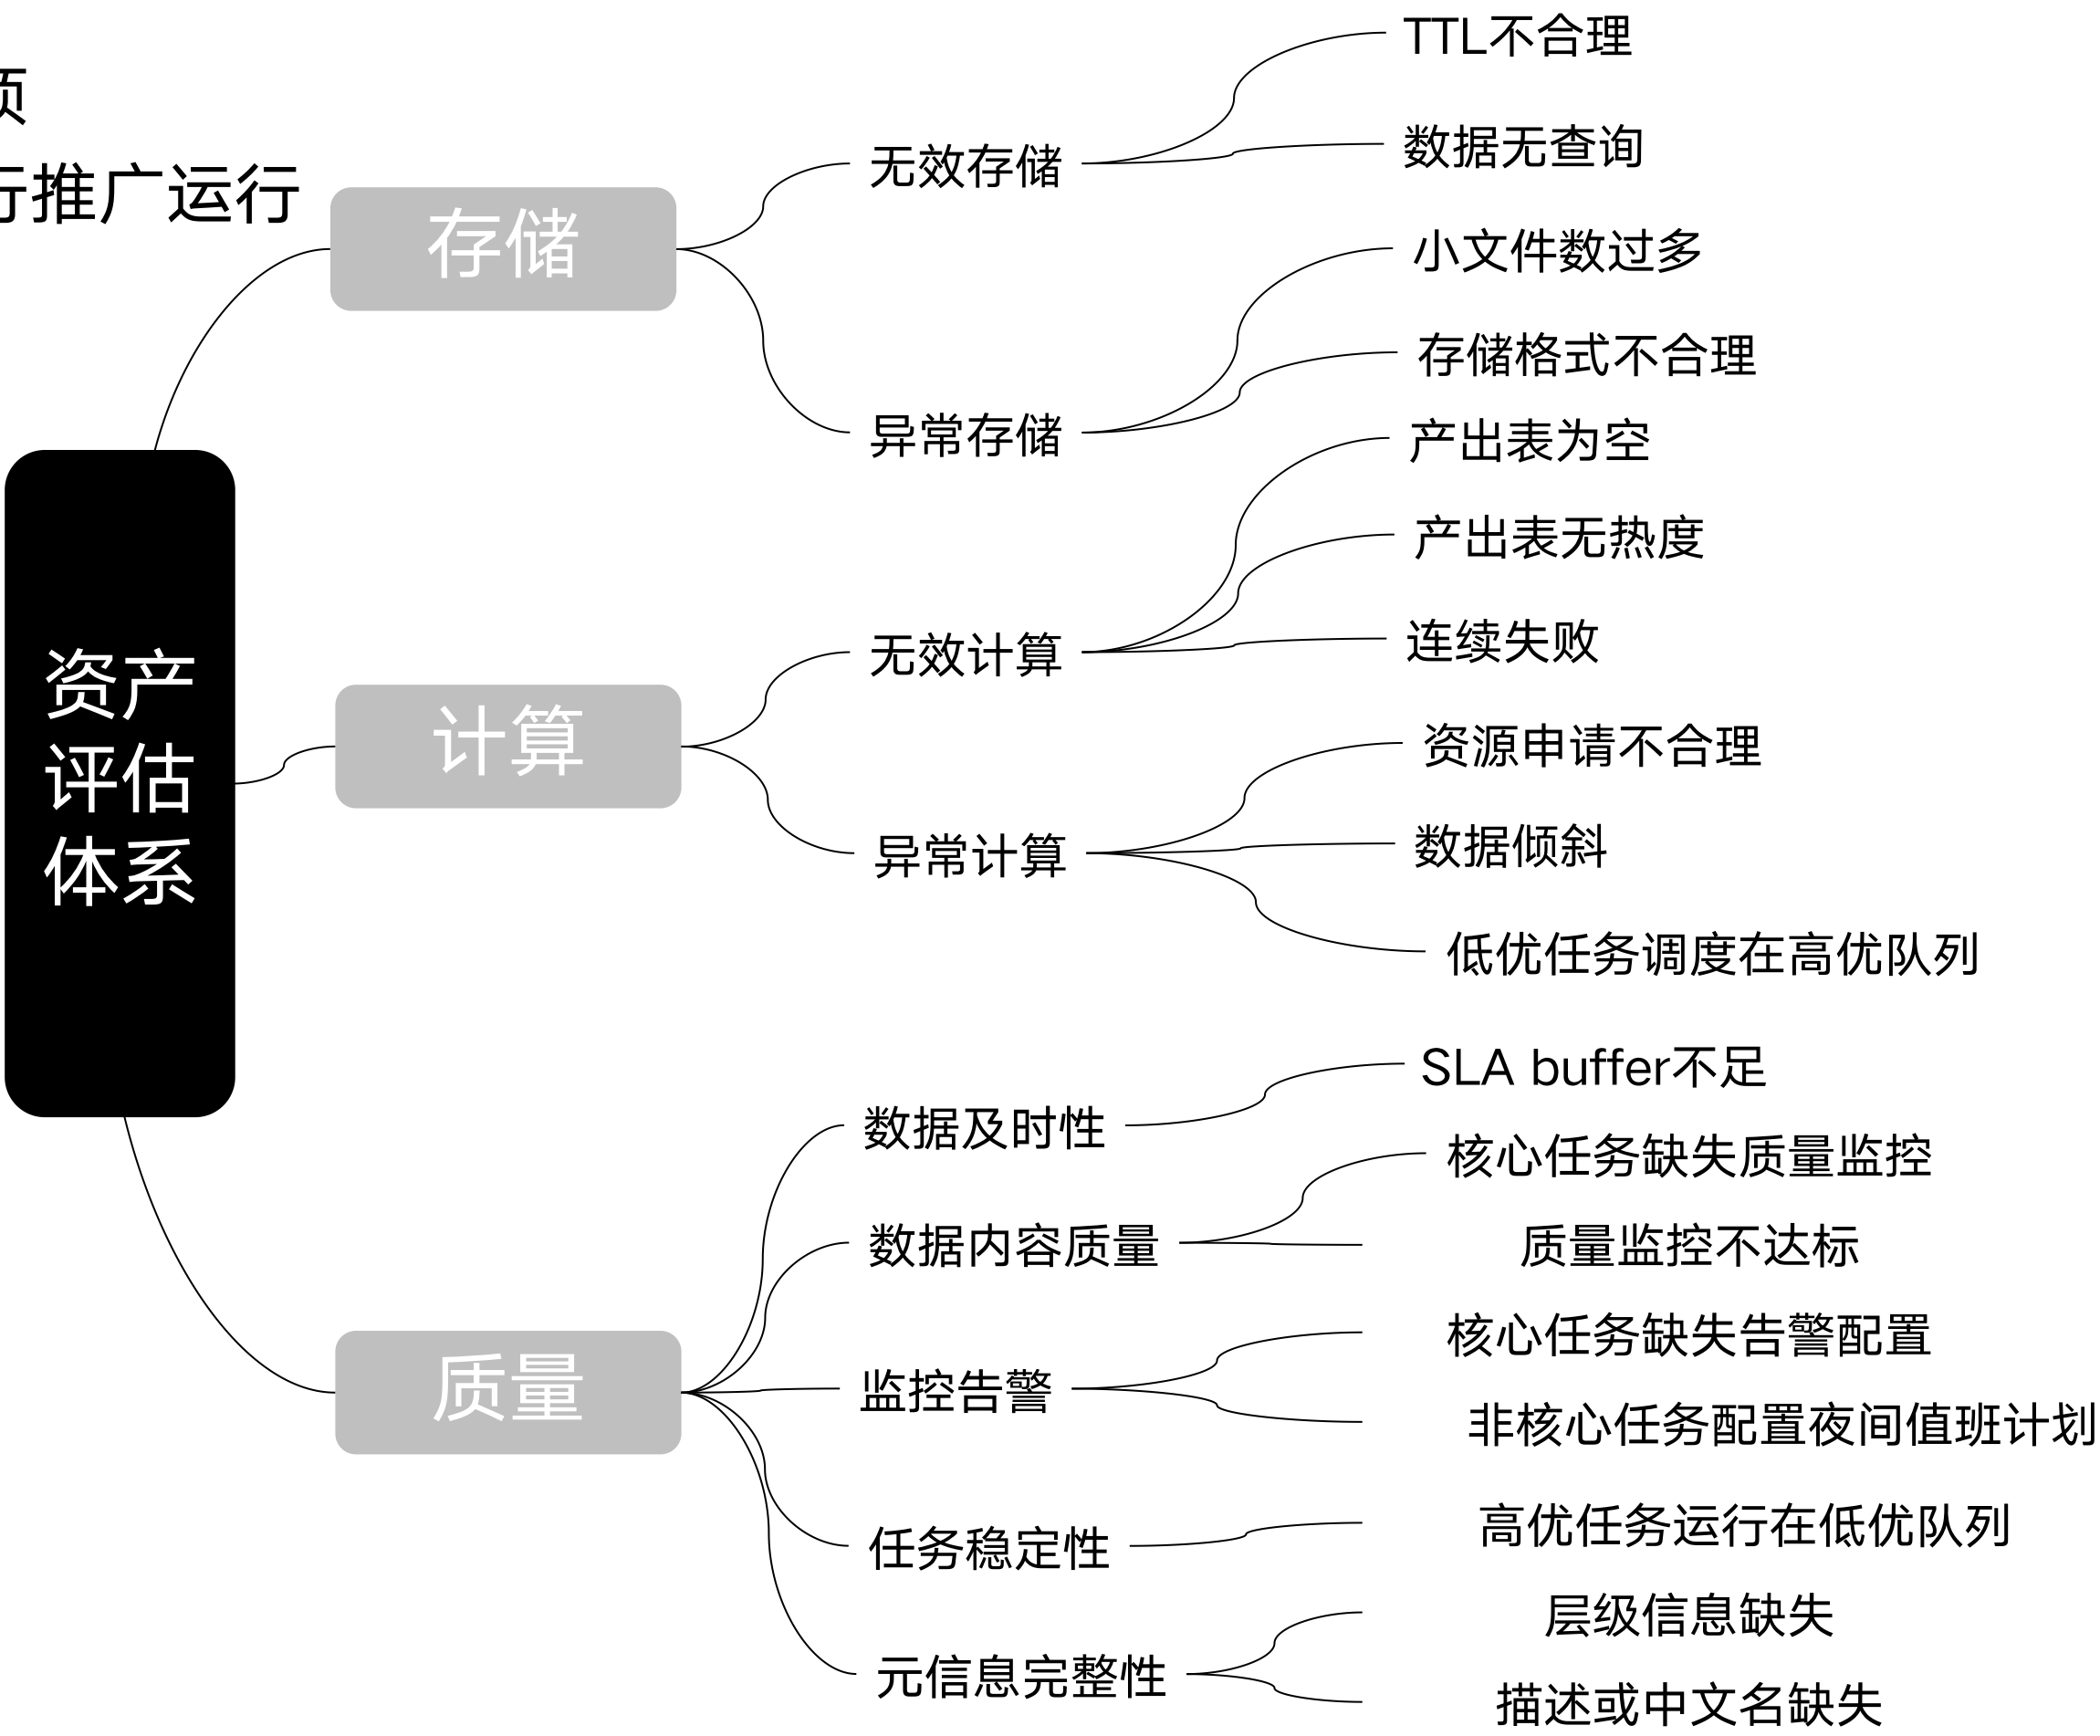 推广运行
资产
评估
体系
存储
无效存储
TTL不合理
数据无查询
异常存储
小文件数过多
存储格式不合理
计算
无效计算
产出表为空
产出表无热度
连续失败
异常计算
资源申请不合理
数据倾斜
低优任务调度在高优队列
质量
数据及时性
SLA buffer不足
数据内容质量
核心任务缺失质量监控
质量监控不达标
监控告警
核心任务缺失告警配置
非核心任务配置夜间值班计划
任务稳定性
高优任务运行在低优队列
元信息完整性
层级信息缺失
描述或中文名缺失